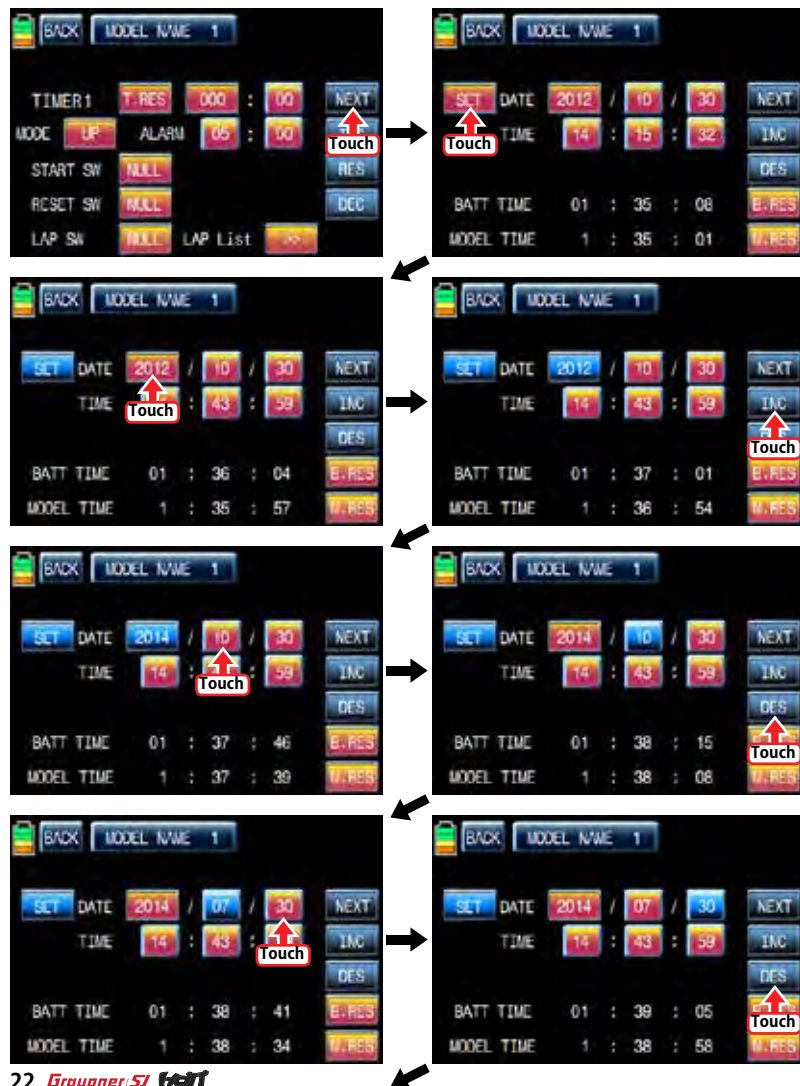 BACK MODEL NAME 1
TIMER1 T.RES 000 : 00 NEXT
MODE UP ALARM 05 : 00 Touch
START SW NULL RES
RESET SW NULL DEC
LAP SW NULL LAP List >>
BACK MODEL NAME 1
SET DATE 2012 / 10 / 30 NEXT
Touch TIME 14 : 15 : 32 INC
DES
BATT TIME 01 : 35 : 08 B.RES
MODEL TIME 1 : 35 : 01 M.RES
BACK MODEL NAME 1
SET DATE 2012 / 10 / 30 NEXT
TIME Touch : 43 : 59 INC
DES
BATT TIME 01 : 36 : 04 B.RES
MODEL TIME 1 : 35 : 57 M.RES
BACK MODEL NAME 1
SET DATE 2012 / 10 / 30 NEXT
TIME 14 : 43 : 59 INC
Touch
BATT TIME 01 : 37 : 01 B.RES
MODEL TIME 1 : 36 : 54 M.RES
BACK MODEL NAME 1
SET DATE 2014 / 10 / 30 NEXT
TIME 14 : Touch : 59 INC
DES
BATT TIME 01 : 37 : 46 B.RES
MODEL TIME 1 : 37 : 39 M.RES
BACK MODEL NAME 1
SET DATE 2014 / 10 / 30 NEXT
TIME 14 : 43 : 59 INC
DES
BATT TIME 01 : 38 : 15 Touch
MODEL TIME 1 : 38 : 08 M.RES
BACK MODEL NAME 1
SET DATE 2014 / 07 / 30 NEXT
TIME 14 : 43 : Touch INC
DES
BATT TIME 01 : 38 : 41 B.RES
MODEL TIME 1 : 38 : 34 M.RES
BACK MODEL NAME 1
SET DATE 2014 / 07 / 30 NEXT
TIME 14 : 43 : 59 INC
DES
BATT TIME 01 : 39 : 05 Touch
MODEL TIME 1 : 38 : 58 M.RES
22 Graupner SJ HoTT